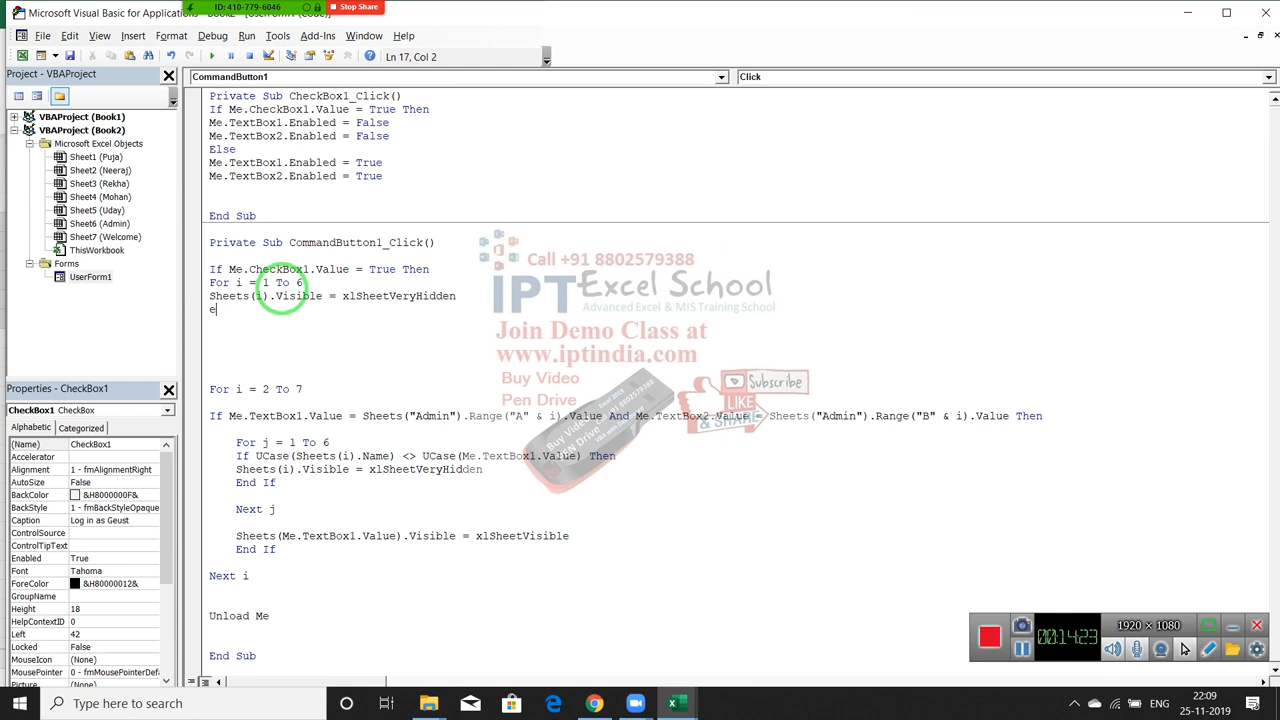 ID: 410-779-6046
Stop Share
Microsoft Visual Basic for Applications
File Edit View Insert Format Debug Run Tools Add-Ins Window Help
Ln 17, Col 2
Project - VBAProject
CommandButton1
Click
VBAProject (Book1)
VBAProject (Book2)
Microsoft Excel Objects
Sheet1 (Puja)
Sheet2 (Neeraj)
Sheet3 (Rekha)
Sheet4 (Mohan)
Sheet5 (Uday)
Sheet6 (Admin)
Sheet7 (Welcome)
ThisWorkbook
Forms
UserForm1
Private Sub CheckBox1_Click()
If Me.CheckBox1.Value = True Then
Me.TextBox1.Enabled = False
Me.TextBox2.Enabled = False
Else
Me.TextBox1.Enabled = True
Me.TextBox2.Enabled = True
End Sub
Private Sub CommandButton1_Click()
If Me.CheckBox1.Value = True Then
For i = 1 To 6
Sheets(i).Visible = xlSheetVeryHidden
e
For i = 2 To 7
If Me.TextBox1.Value = Sheets("Admin").Range("A" & i).Value And Me.TextBox2.Value = Sheets("Admin").Range("B" & i).Value Then
For j = 1 To 6
If UCase(Sheets(i).Name) <> UCase(Me.TextBox1.Value) Then
Sheets(i).Visible = xlSheetVeryHidden
End If
Next j
Sheets(Me.TextBox1.Value).Visible = xlSheetVisible
End If
Next i
Unload Me
End Sub
Call +91 8802579388
IPT Excel School
Advanced Excel & MIS Training Institute
Join Demo Class at
www.iptindia.com
Buy Video
Pen Drive
Subscribe
LIKE
& SHARE
Properties - CheckBox1
CheckBox1 CheckBox
Alphabetic Categorized
(Name) CheckBox1
Accelerator
Alignment 1 - fmAlignmentRight
AutoSize False
BackColor &H8000000F&
BackStyle 1 - fmBackStyleOpaque
Caption Log in as Geust
ControlSource
ControlTipText
Enabled True
Font Tahoma
ForeColor &H80000012&
GroupName
Height 18
HelpContextID 0
Left 42
Locked False
MouseIcon (None)
MousePointer 0 - fmMousePointerDefa
Picture (None)
00:14:23
1920 × 1080
Type here to search
ENG
22:09
25-11-2019